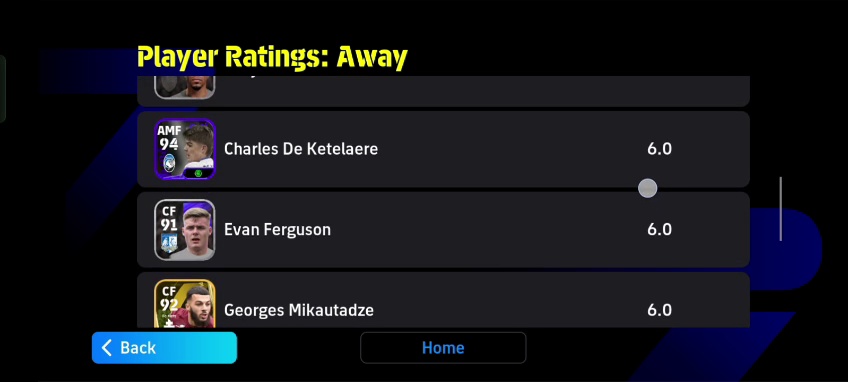 Player Ratings: Away
AMF
94
Charles De Ketelaere 6.0
CF
91
Evan Ferguson 6.0
CF
92
Georges Mikautadze 6.0
Back
Home